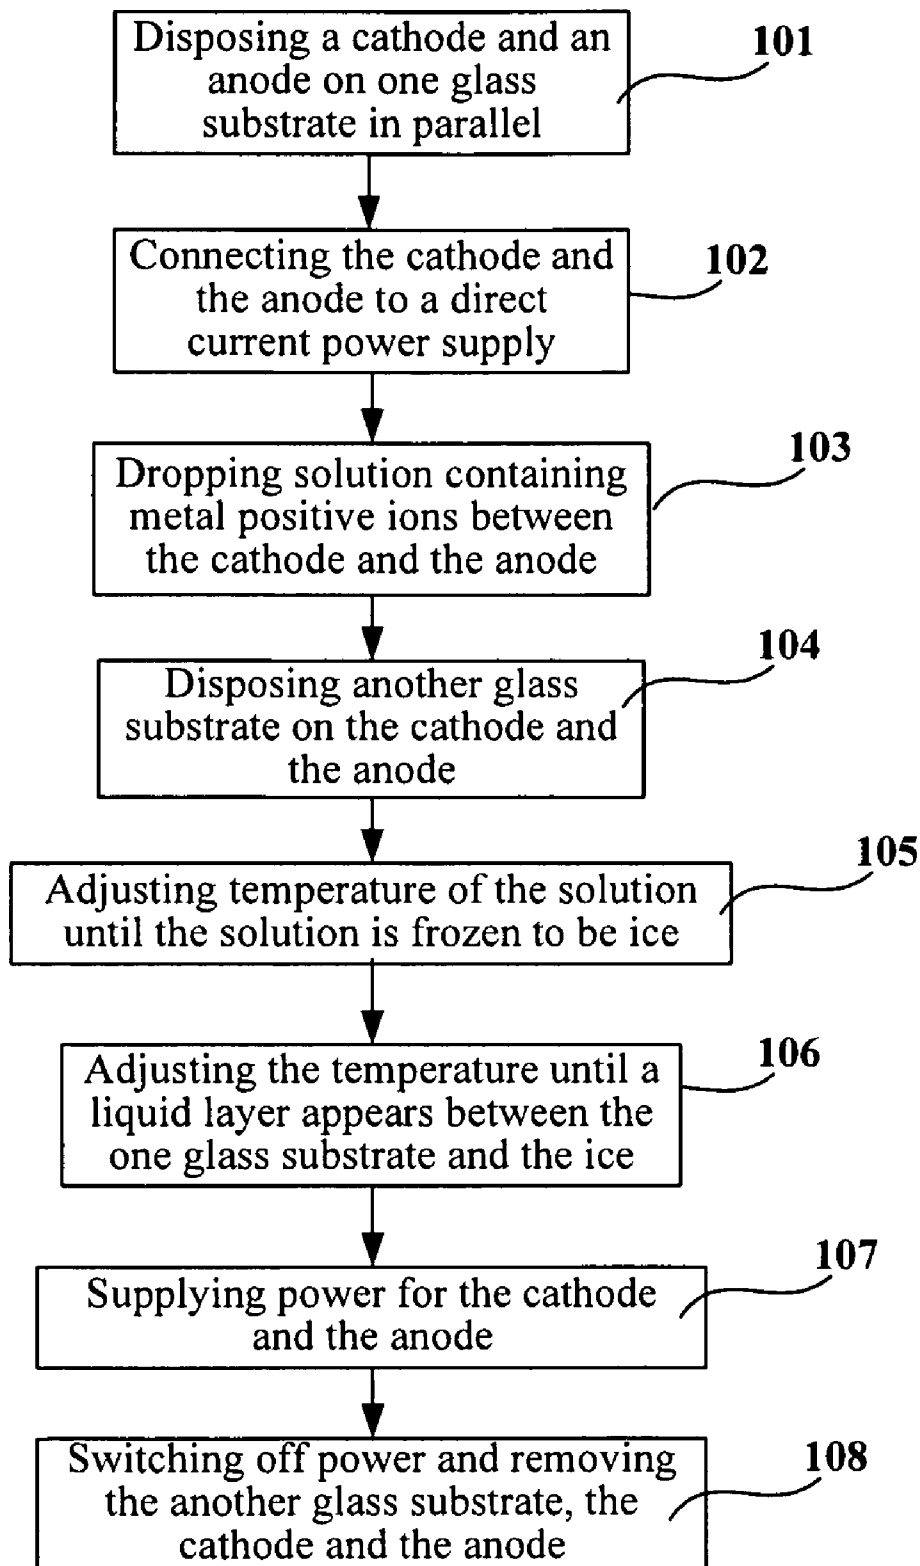 Disposing a cathode and an
anode on one glass
substrate in parallel
101
Connecting the cathode and
the anode to a direct
current power supply
102
Dropping solution containing
metal positive ions between
the cathode and the anode
103
Disposing another glass
substrate on the cathode and
the anode
104
Adjusting temperature of the solution
until the solution is frozen to be ice
105
Adjusting the temperature until a
liquid layer appears between the
one glass substrate and the ice
106
Supplying power for the cathode
and the anode
107
Switching off power and removing
the another glass substrate, the
cathode and the anode
108